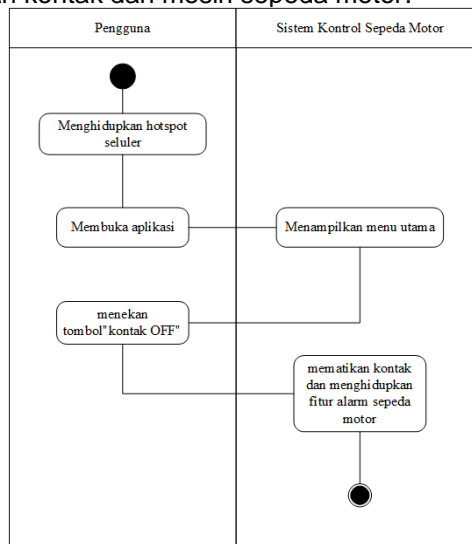 kontak dan mesin sepeda motor.
Pengguna
Sistem Kontrol Sepeda Motor
Menghidupkan hotspot
seluler
Membuka aplikasi
Menampilkan menu utama
menekan
tombol"kontak OFF"
mematikan kontak
dan menghidupkan
fitur alarm sepeda
motor